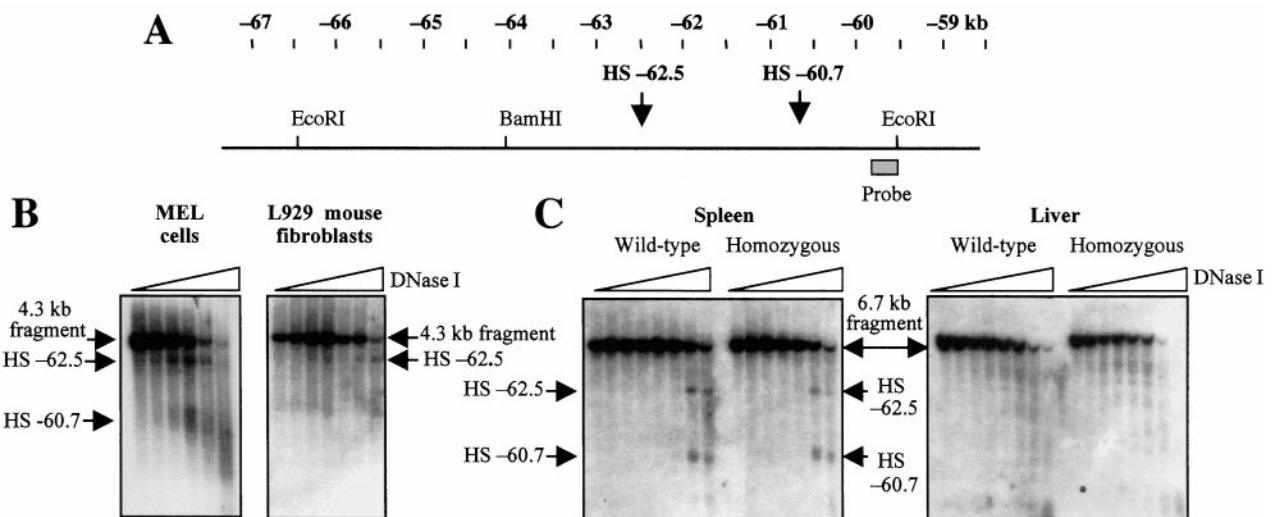 A
–67 –66 –65 –64 –63 –62 –61 –60 –59 kb
HS –62.5 HS –60.7
EcoRI BamHI EcoRI
Probe
B
MEL
cells
L929 mouse
fibroblasts
DNase I
4.3 kb
fragment
HS –62.5
HS -60.7
4.3 kb fragment
HS –62.5
C
Spleen
Wild-type Homozygous
Liver
Wild-type Homozygous
DNase I
6.7 kb
fragment
HS –62.5
HS –60.7
HS
–62.5
HS
–60.7